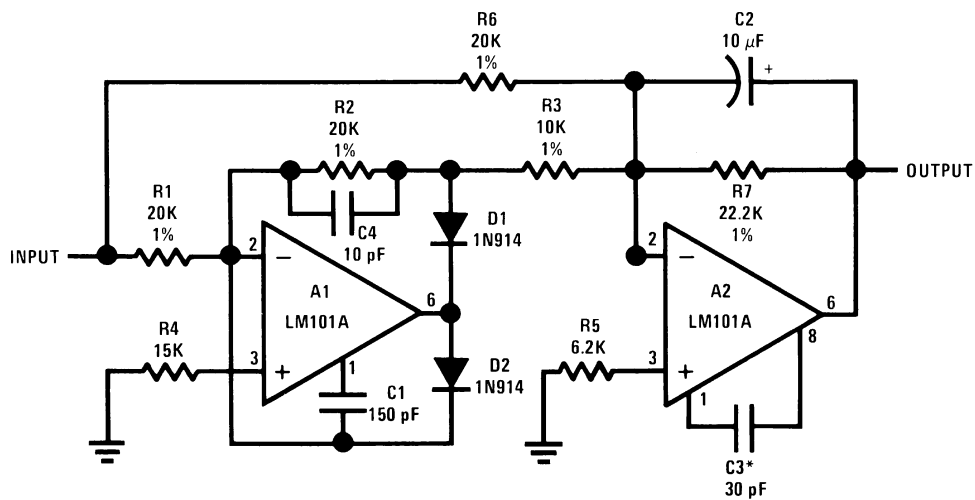 R6
20K
1%
C2
10 μF
+
R2
20K
1%
R3
10K
1%
OUTPUT
R1
20K
1%
C4
10 pF
D1
1N914
R7
22.2K
1%
INPUT
2
−
A1
LM101A
6
2
−
A2
LM101A
6
8
R4
15K
3
+
1
C1
150 pF
D2
1N914
R5
6.2K
3
+
1
C3*
30 pF